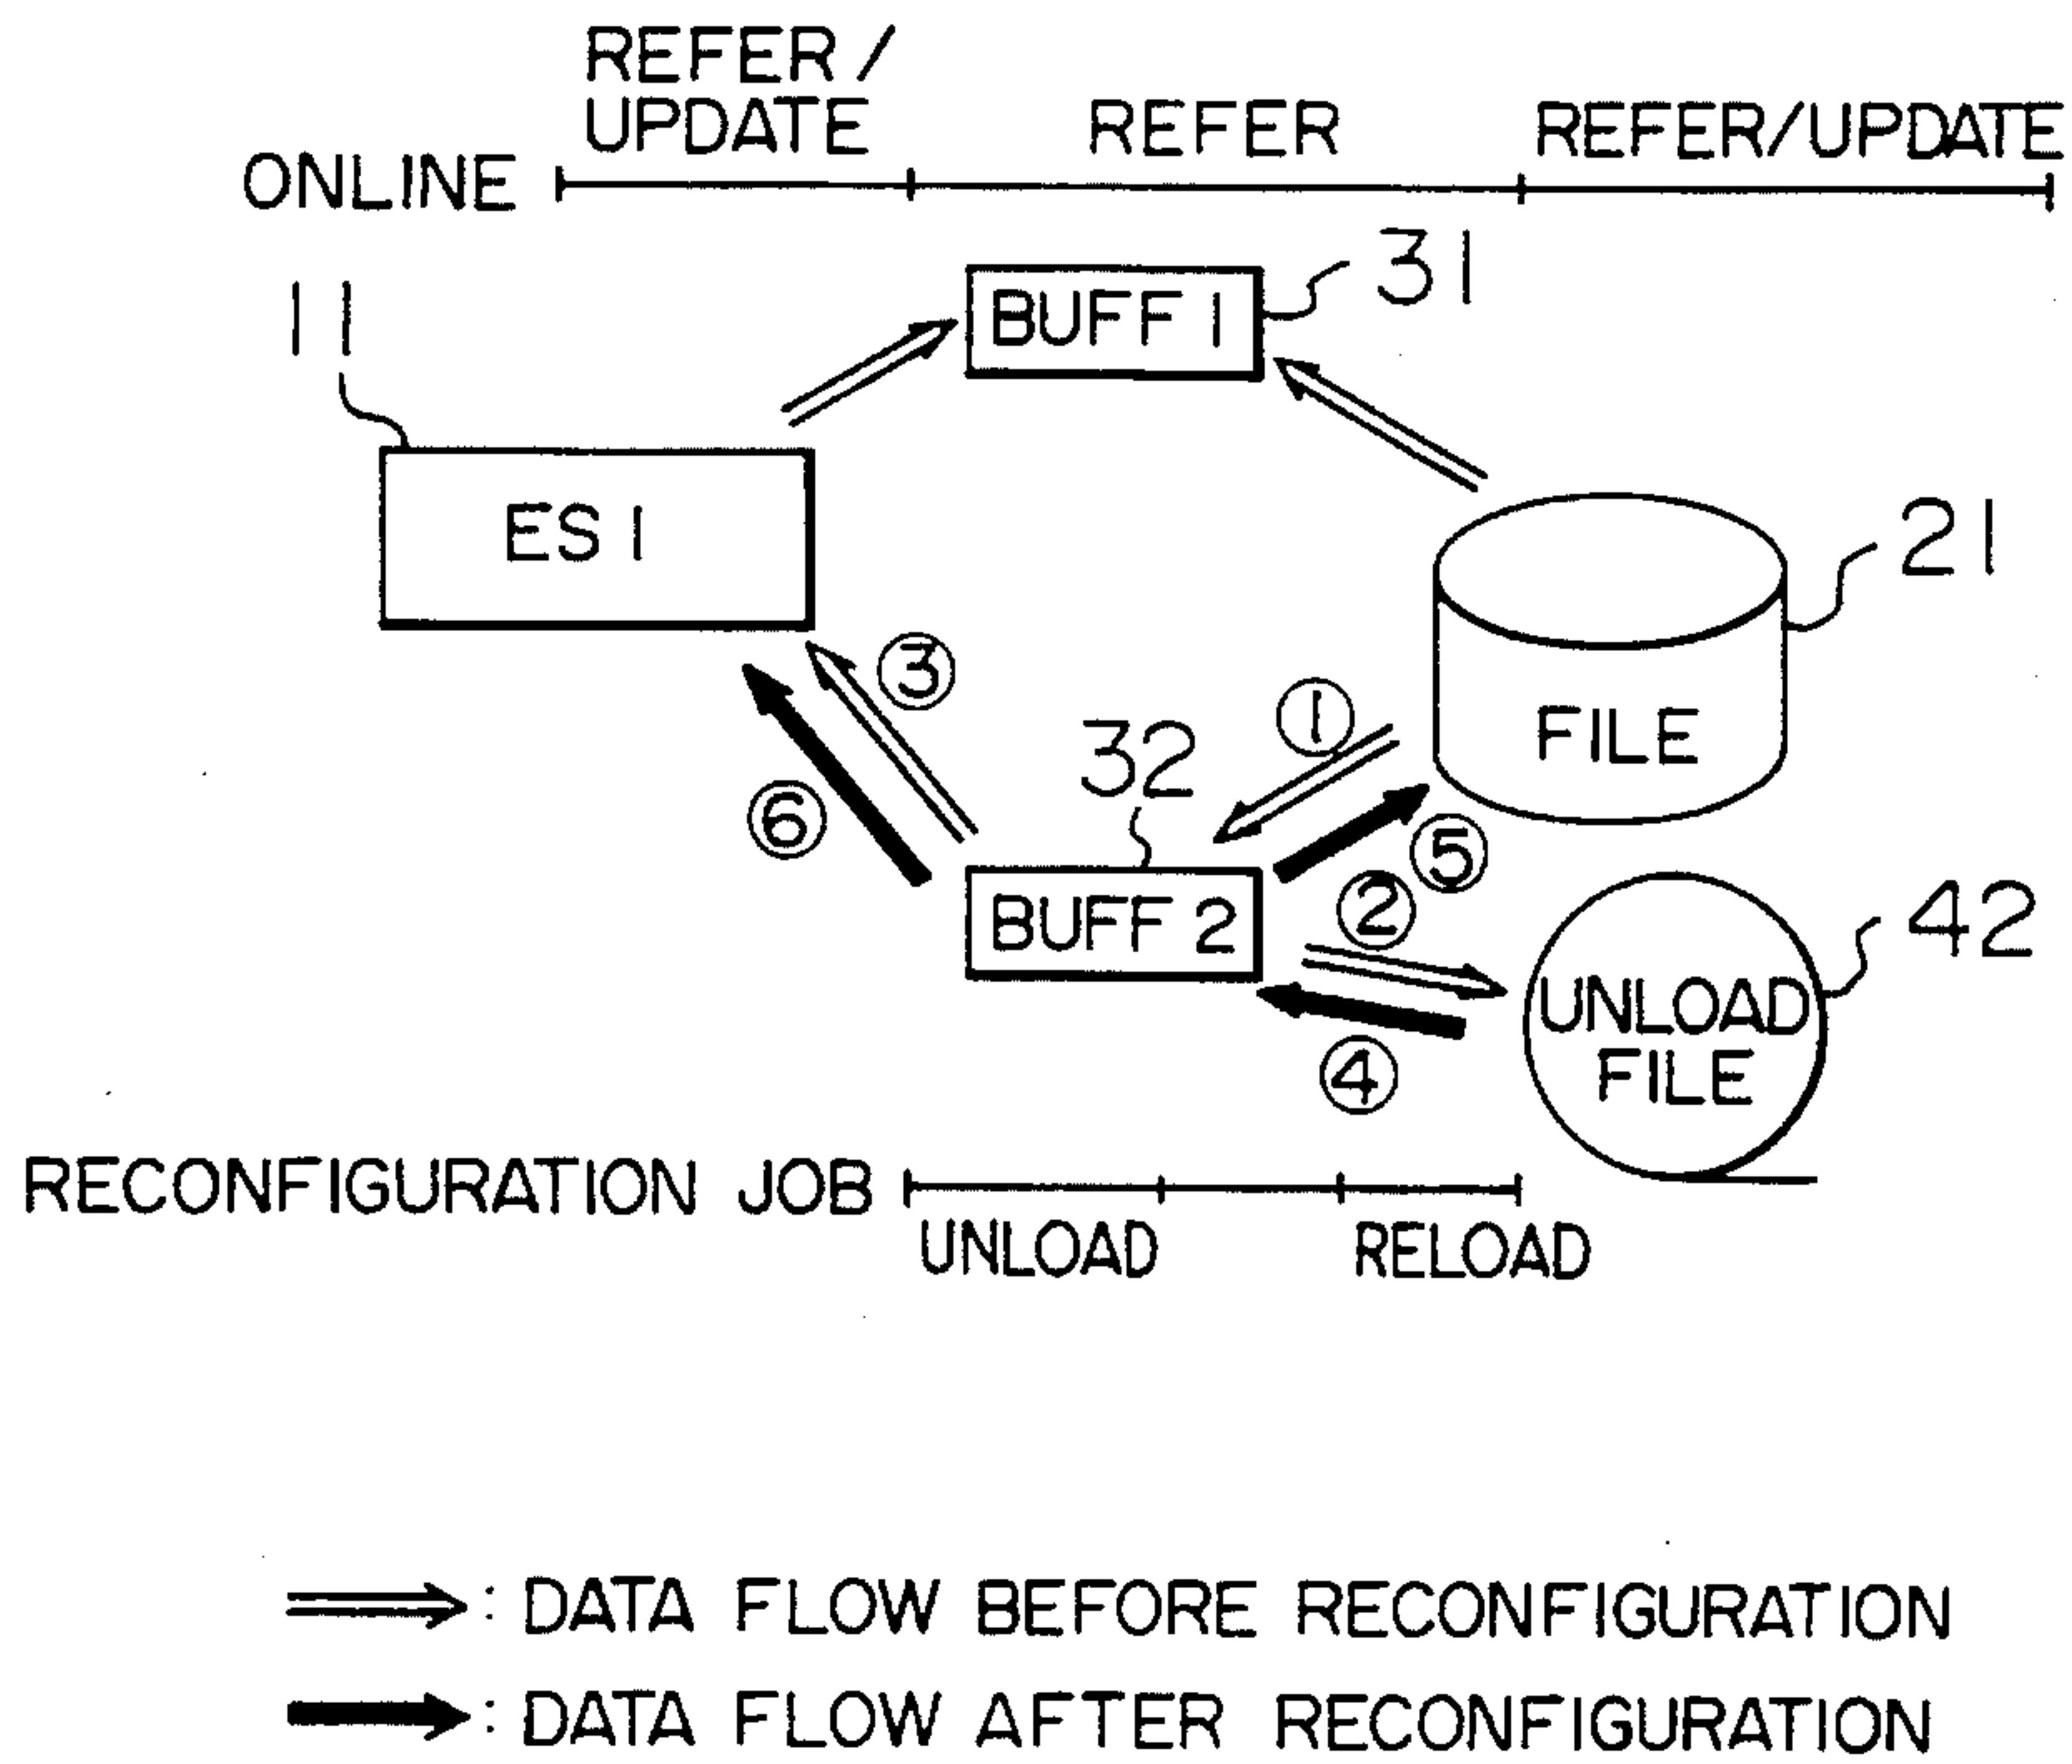 REFER/
UPDATE
REFER
REFER/UPDATE
ONLINE
11
BUFF 1
31
ES 1
21
FILE
③
①
32
⑥
⑤
②
BUFF 2
42
UNLOAD
FILE
④
RECONFIGURATION JOB
UNLOAD
RELOAD
: DATA FLOW BEFORE RECONFIGURATION
: DATA FLOW AFTER RECONFIGURATION